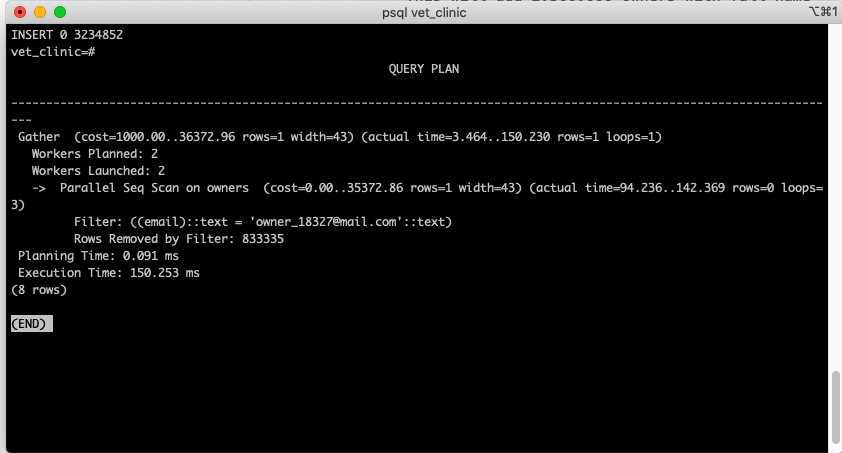 psql vet_clinic
⌥⌘1
INSERT 0 3234852
vet_clinic=#
QUERY PLAN
--------------------------------------------------------------------------------------------------------------------
---
Gather  (cost=1000.00..36372.96 rows=1 width=43) (actual time=3.464..150.230 rows=1 loops=1)
Workers Planned: 2
Workers Launched: 2
->  Parallel Seq Scan on owners  (cost=0.00..35372.86 rows=1 width=43) (actual time=94.236..142.369 rows=0 loops=
3)
Filter: ((email)::text = 'owner_18327@mail.com'::text)
Rows Removed by Filter: 833335
Planning Time: 0.091 ms
Execution Time: 150.253 ms
(8 rows)
(END)